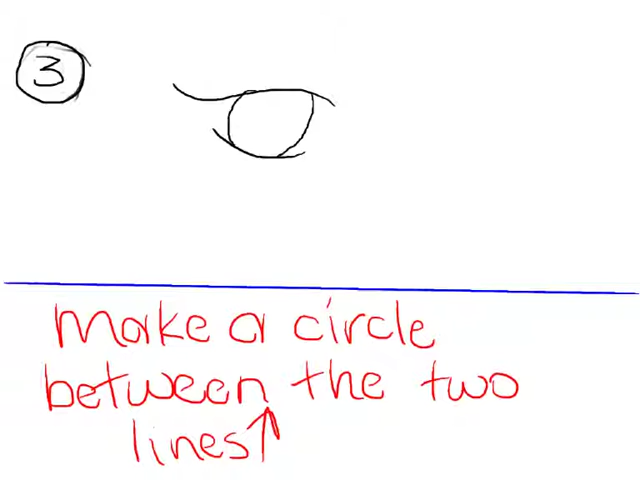 3
make a circle
between the two
lines↑